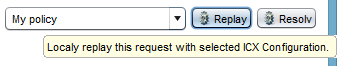 My policy Replay Resolv
Localy replay this request with selected ICX Configuration.